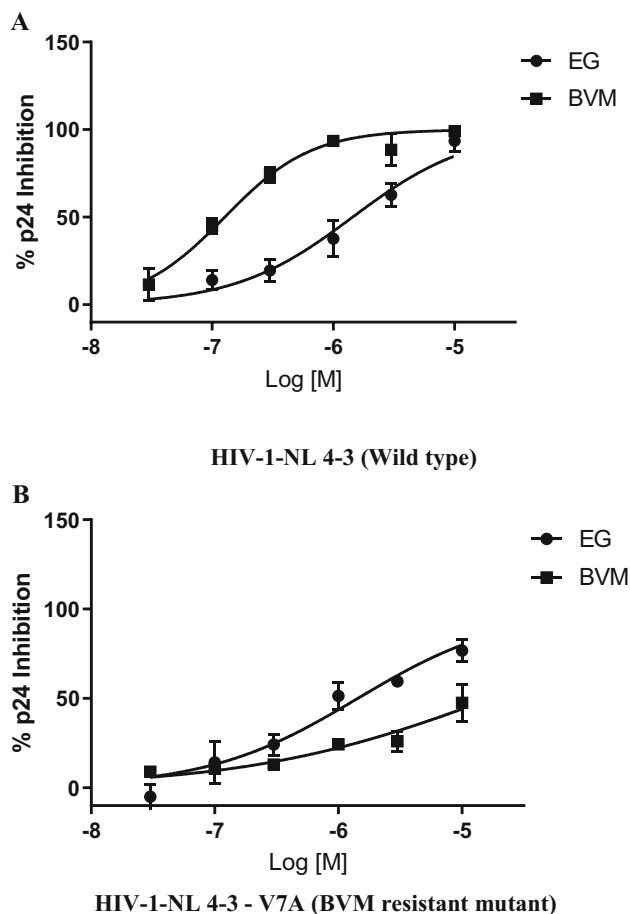 A
150
100
50
0
% p24 Inhibition
-8
-7
-6
-5
Log [M]
EG
BVM
HIV-1-NL 4-3 (Wild type)
B
150
100
50
0
% p24 Inhibition
-8
-7
-6
-5
Log [M]
EG
BVM
HIV-1-NL 4-3 - V7A (BVM resistant mutant)